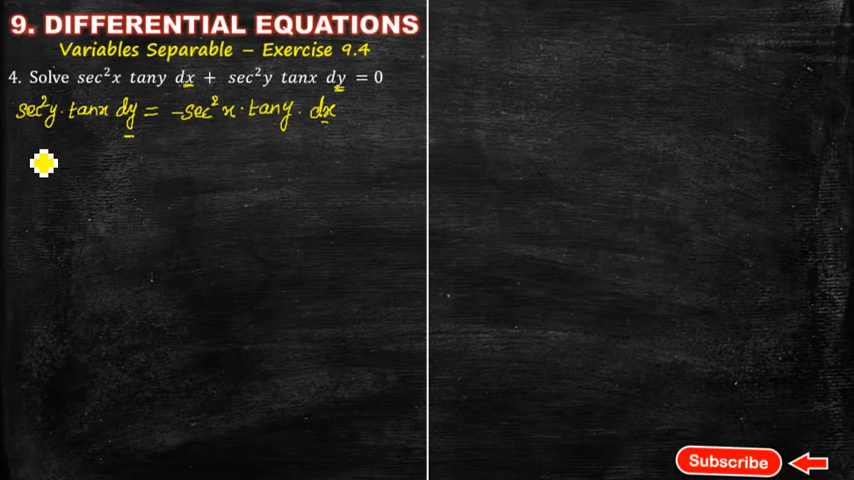 9. DIFFERENTIAL EQUATIONS
Variables Separable – Exercise 9.4
4. Solve sec²x tany dx + sec²y tanx dy = 0
sec²y · tanx dy = -sec²x · tany · dx
Subscribe